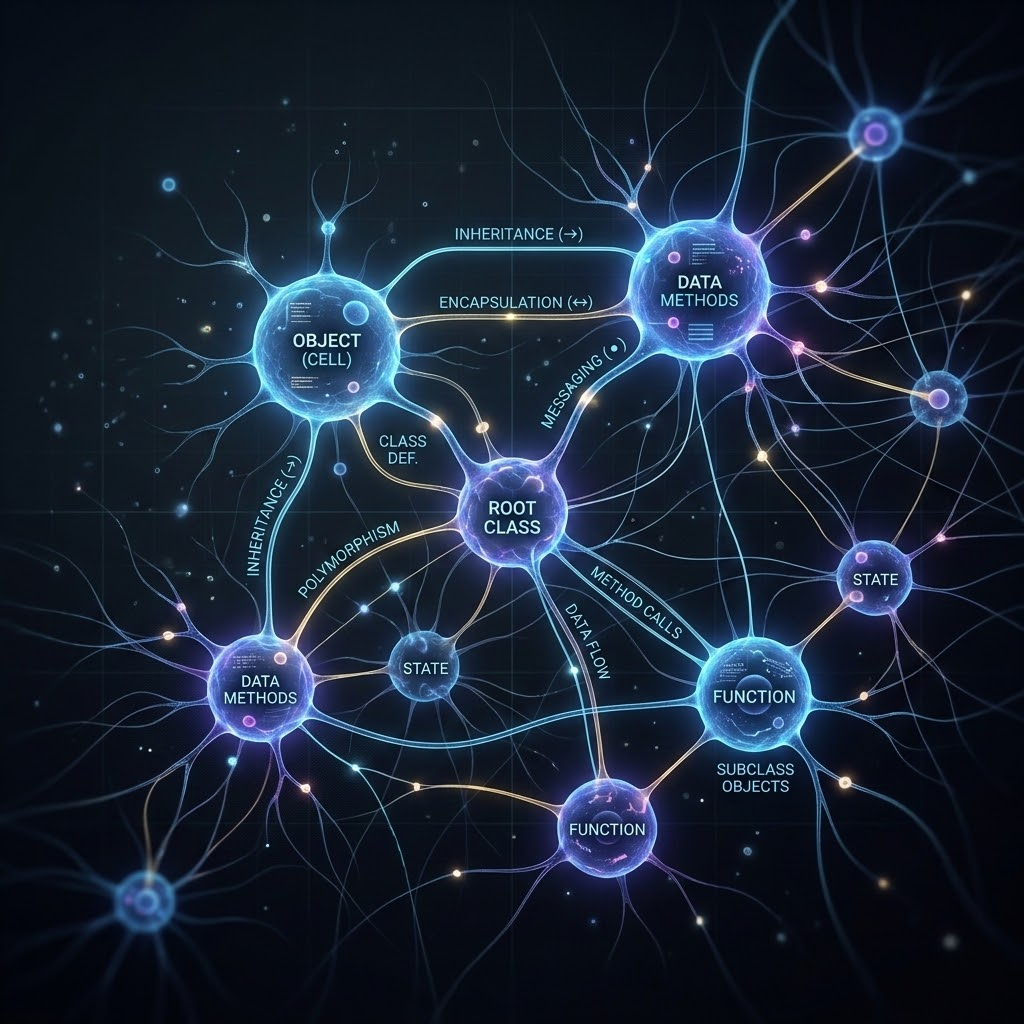 INHERITANCE (→)
ENCAPSULATION (↔)
DATA
METHODS
OBJECT
(CELL)
MESSAGING (•)
CLASS
DEF.
INHERITANCE (→)
POLYMORPHISM
ROOT
CLASS
METHOD CALLS
DATA FLOW
STATE
STATE
DATA
METHODS
FUNCTION
SUBCLASS
OBJECTS
FUNCTION